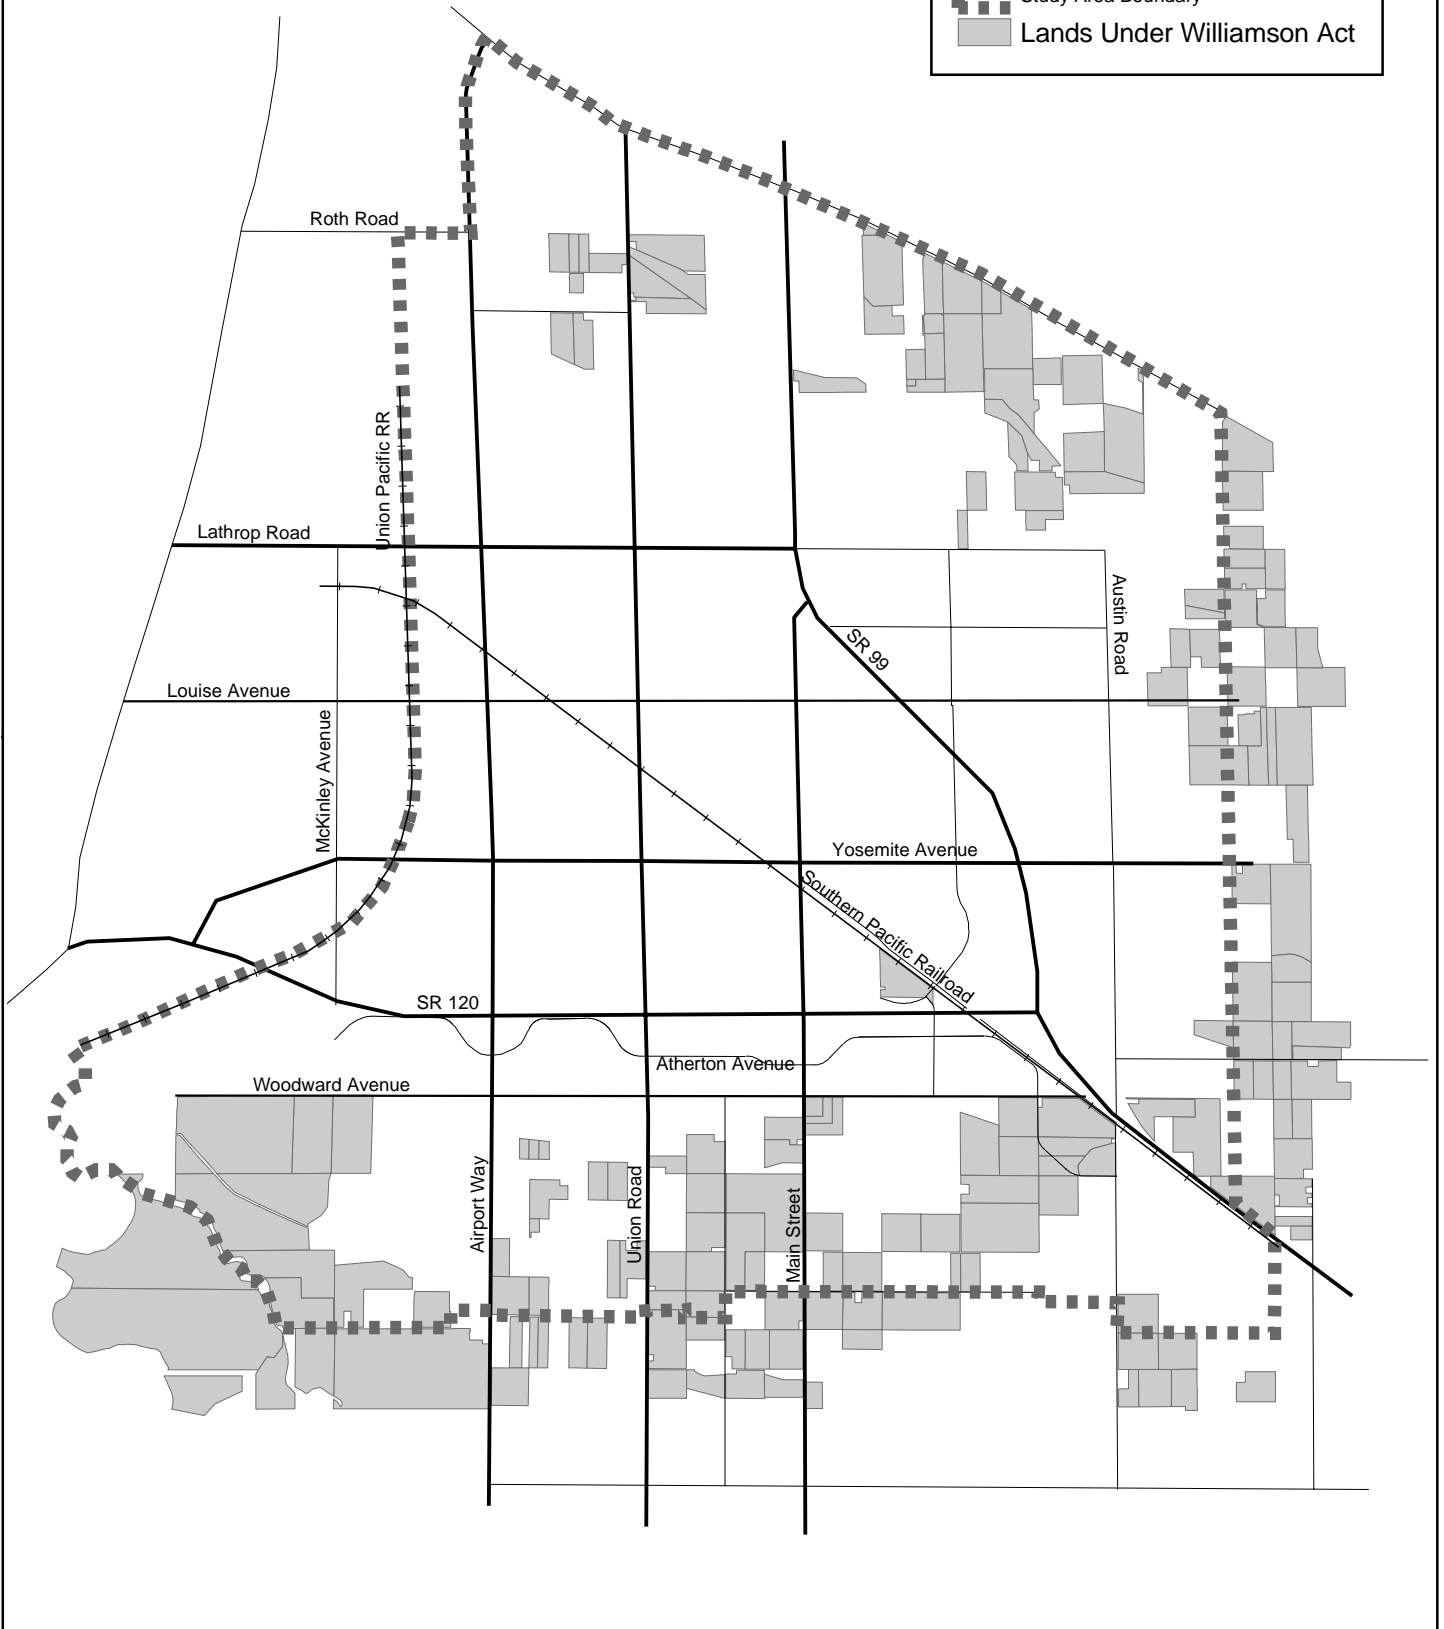 Study Area Boundary
Lands Under Williamson Act
Roth Road
Union Pacific RR
Lathrop Road
Austin Road
SR 99
Louise Avenue
McKinley Avenue
Yosemite Avenue
Southern Pacific Railroad
SR 120
Atherton Avenue
Woodward Avenue
Airport Way
Union Road
Main Street